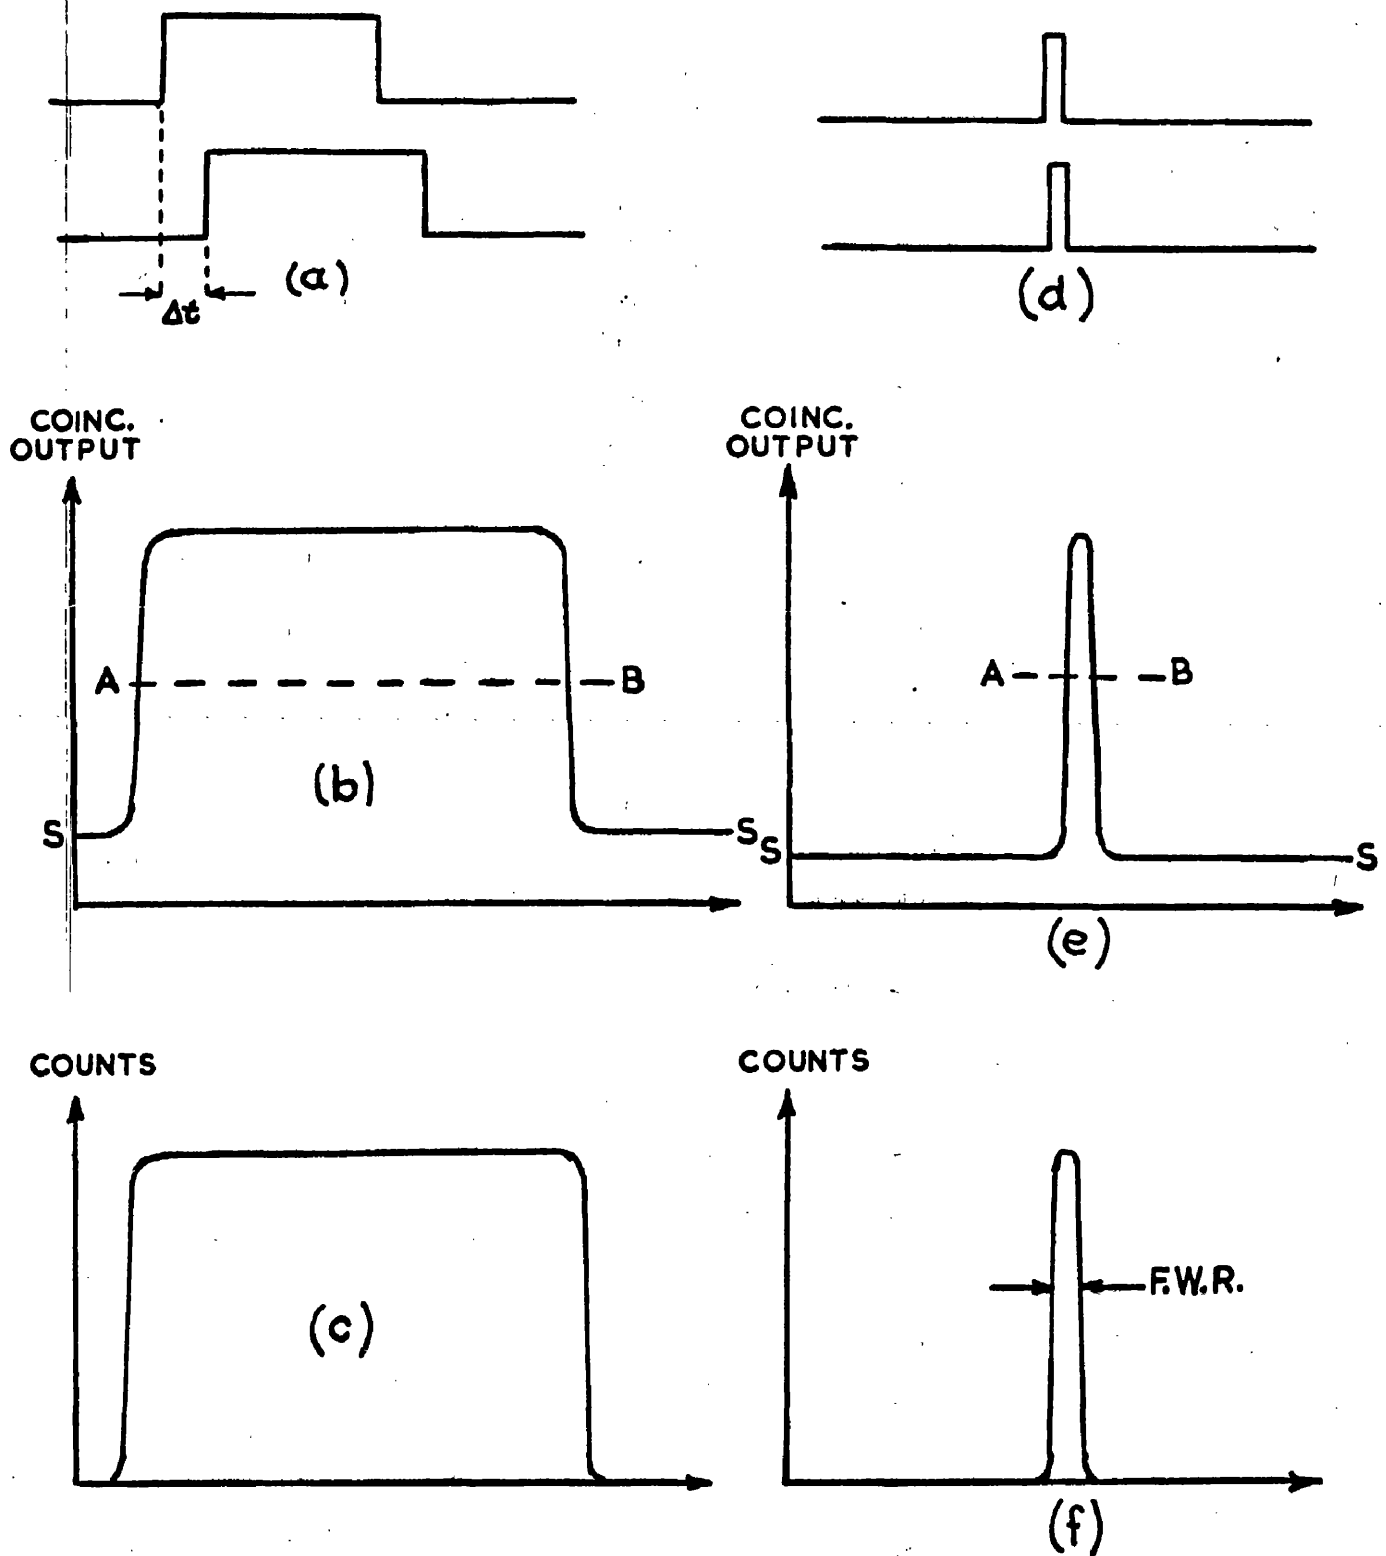 (a)
Δt
(d)
COINC.
OUTPUT
A
B
(b)
S
S
COINC.
OUTPUT
A
B
S
S
(e)
COUNTS
(c)
COUNTS
F.W.R.
(f)